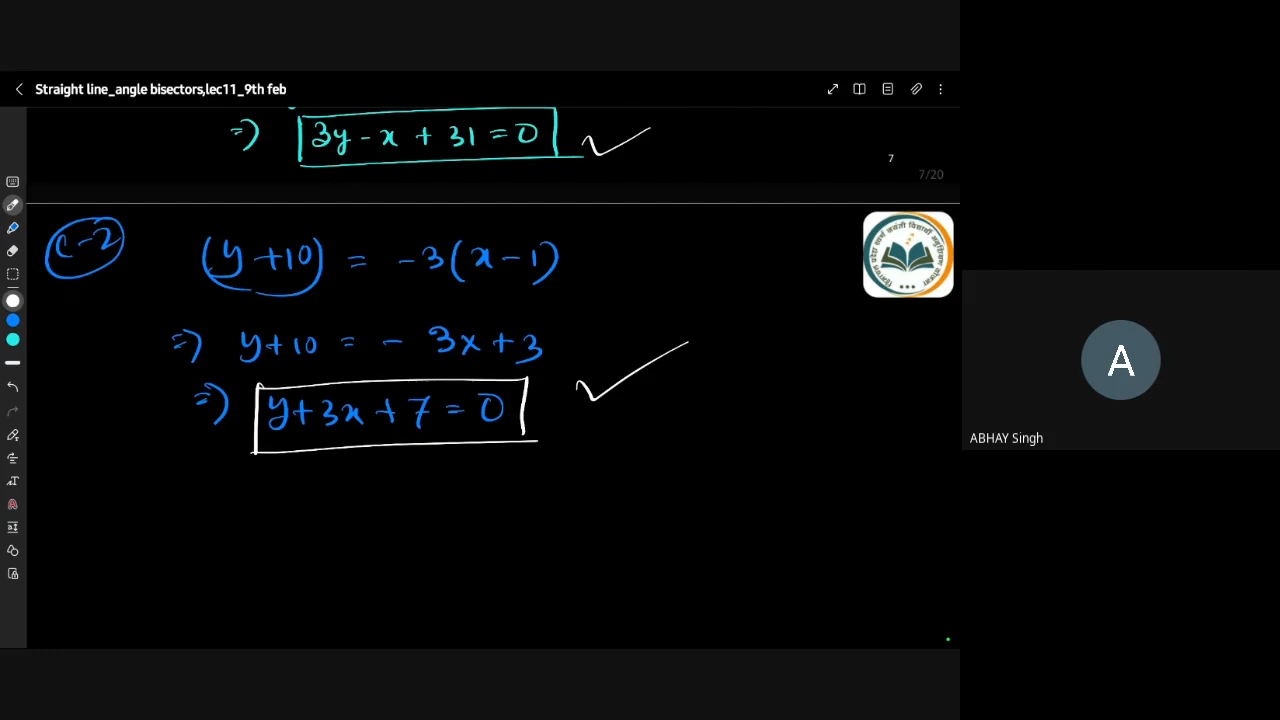 Straight line_angle bisectors,lec11_9th feb
=> 3y - x + 31 = 0
7
7/20
C-2
(y+10) = -3(x-1)
=> y+10 = - 3x+3
=> y+3x+7=0
A
ABHAY Singh